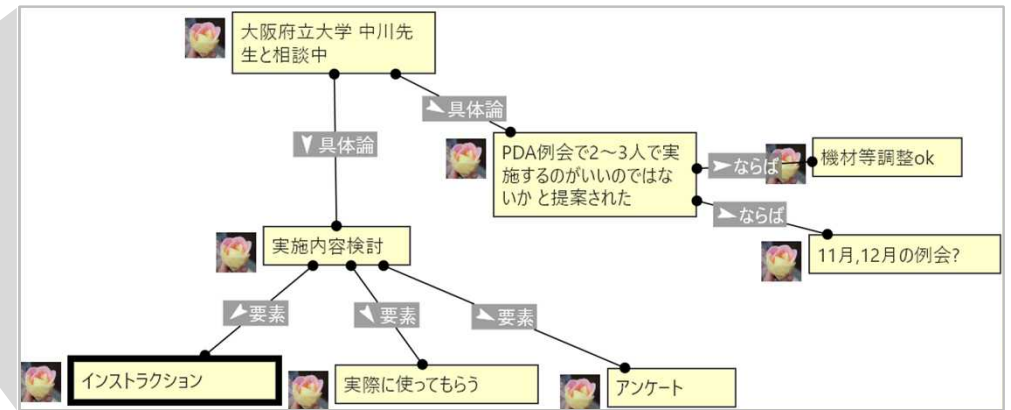 大阪府立大学 中川先
生と相談中
具体論
具体論
PDA例会で2～3人で実
施するのがいいのではな
いか と提案された
ならば
機材等調整ok
ならば
11月,12月の例会?
実施内容検討
要素
要素
要素
インストラクション
実際に使ってもらう
アンケート